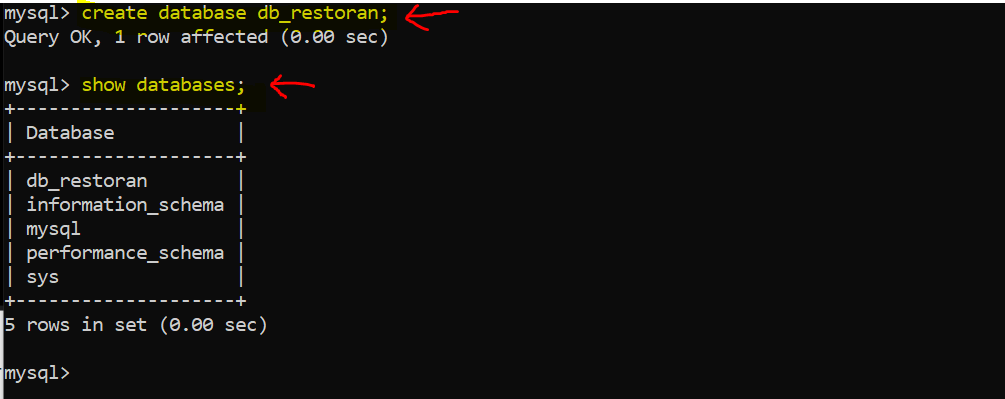 mysql> create database db_restoran;
Query OK, 1 row affected (0.00 sec)
mysql> show databases;
+--------------------+
| Database           |
+--------------------+
| db_restoran        |
| information_schema |
| mysql              |
| performance_schema |
| sys                |
+--------------------+
5 rows in set (0.00 sec)
mysql>